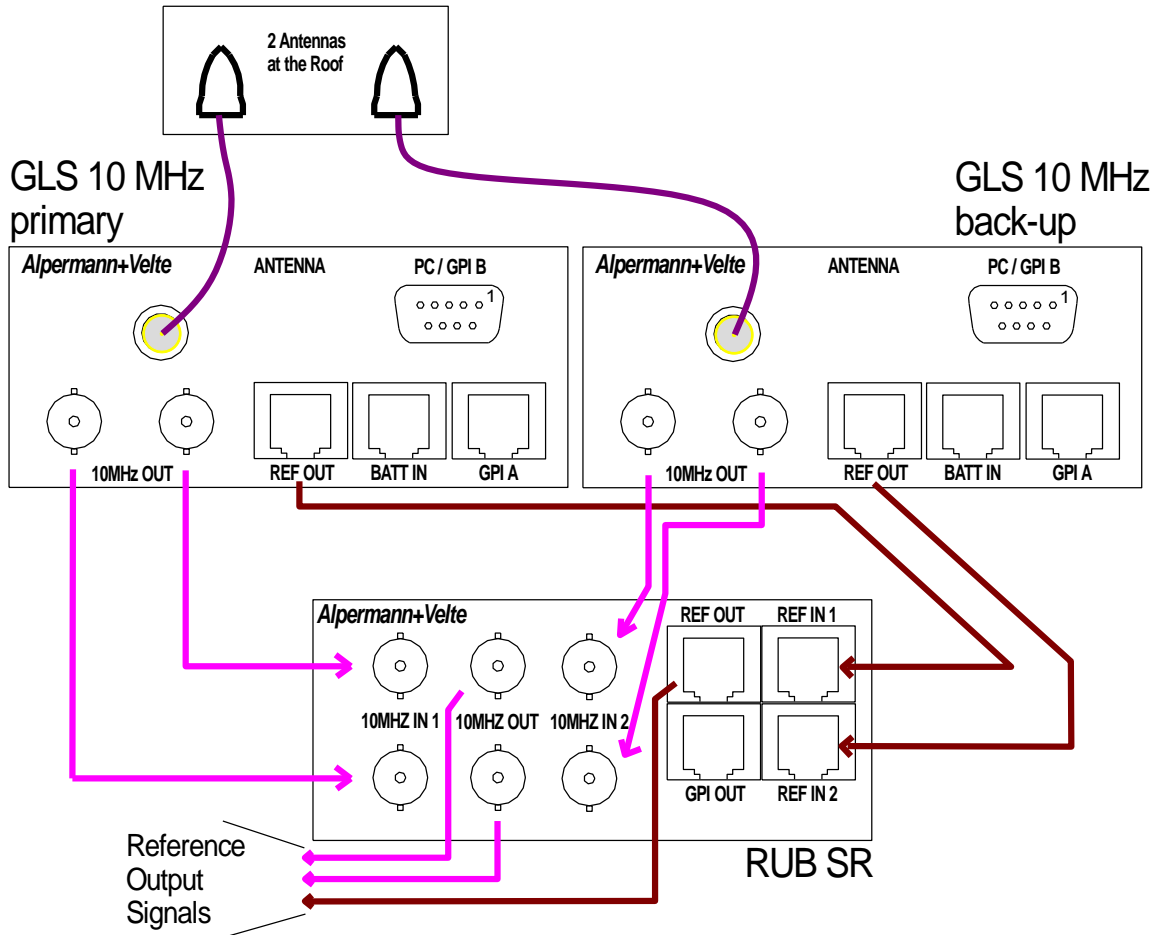 2 Antennas
at the Roof
GLS 10 MHz
primary
GLS 10 MHz
back-up
Alpermann+Velte
ANTENNA
PC / GPI B
1
10MHz OUT
REF OUT
BATT IN
GPI A
Alpermann+Velte
ANTENNA
PC / GPI B
1
10MHz OUT
REF OUT
BATT IN
GPI A
Alpermann+Velte
REF OUT
REF IN 1
10MHZ IN 1
10MHZ OUT
10MHZ IN 2
GPI OUT
REF IN 2
RUB SR
Reference
Output
Signals